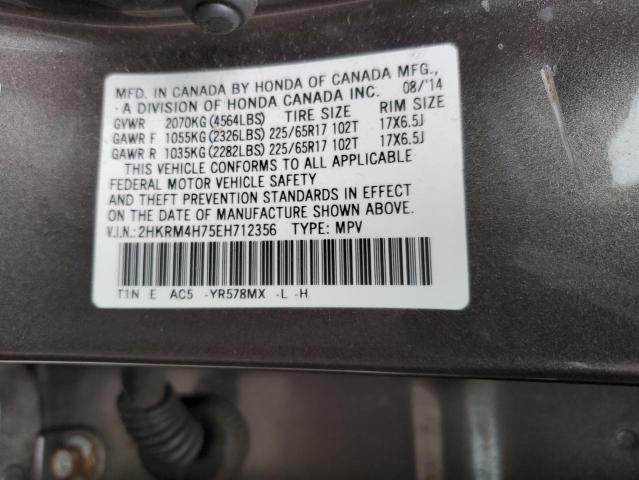 MFD. IN CANADA BY HONDA OF CANADA MFG.,
A DIVISION OF HONDA CANADA INC. 08/'14
GVWR 2070KG (4564LBS) TIRE SIZE RIM SIZE
GAWR F 1055KG (2326LBS) 225/65R17 102T 17X6.5J
GAWR R 1035KG (2282LBS) 225/65R17 102T 17X6.5J
THIS VEHICLE CONFORMS TO ALL APPLICABLE
FEDERAL MOTOR VEHICLE SAFETY
AND THEFT PREVENTION STANDARDS IN EFFECT
ON THE DATE OF MANUFACTURE SHOWN ABOVE.
V.I.N.: 2HKRM4H75EH712356 TYPE: MPV
T1N E AC5 -YR578MX -L -H